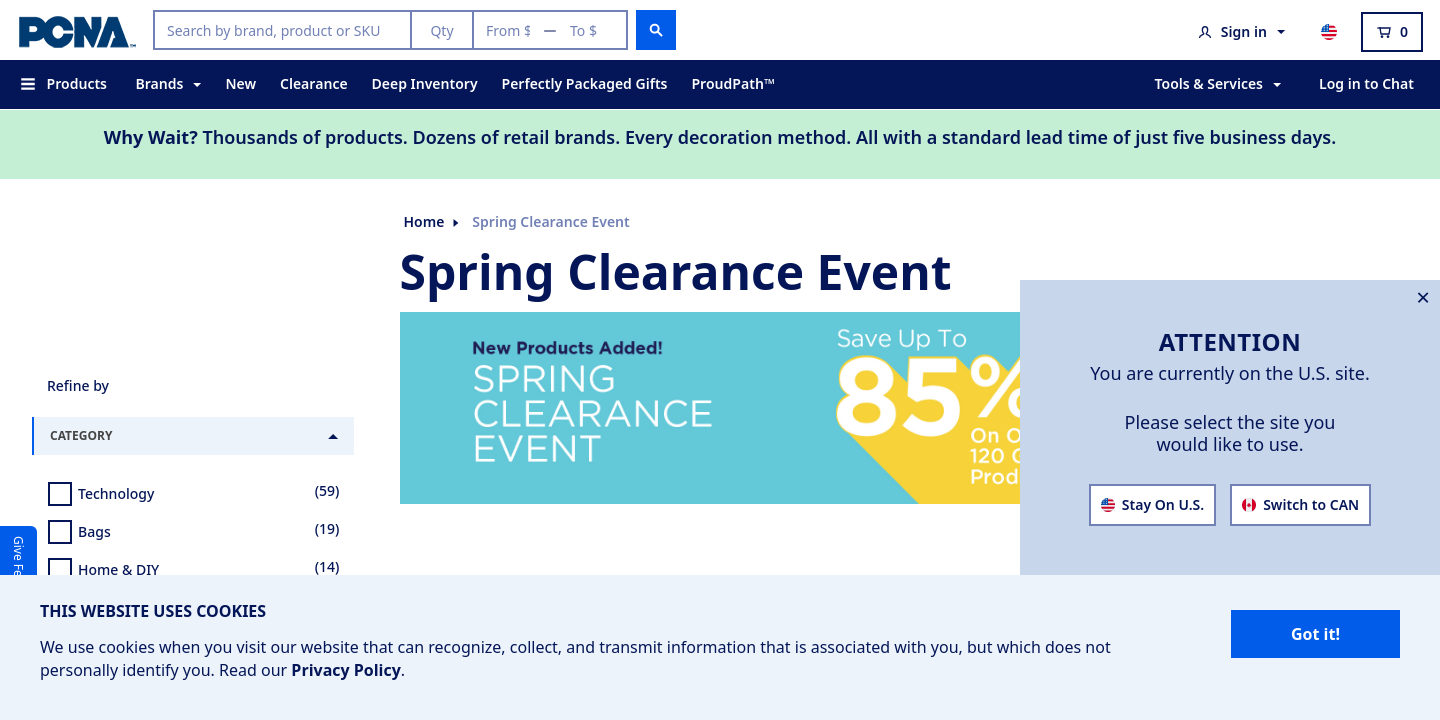 PCNA™
Search by brand, product or SKU
Qty
From $ — To $
Sign in
0
Products
Brands
New
Clearance
Deep Inventory
Perfectly Packaged Gifts
ProudPath™
Tools & Services
Log in to Chat
Why Wait? Thousands of products. Dozens of retail brands. Every decoration method. All with a standard lead time of just five business days.
Home
Spring Clearance Event
Spring Clearance Event
New Products Added!
SPRING
CLEARANCE
EVENT
Save Up To
85%
On O
120 G
Prod
Refine by
CATEGORY
Technology (59)
Bags (19)
Home & DIY (14)
Give Fe
ATTENTION
You are currently on the U.S. site.
Please select the site you
would like to use.
Stay On U.S.
Switch to CAN
THIS WEBSITE USES COOKIES
We use cookies when you visit our website that can recognize, collect, and transmit information that is associated with you, but which does not
personally identify you. Read our Privacy Policy.
Got it!